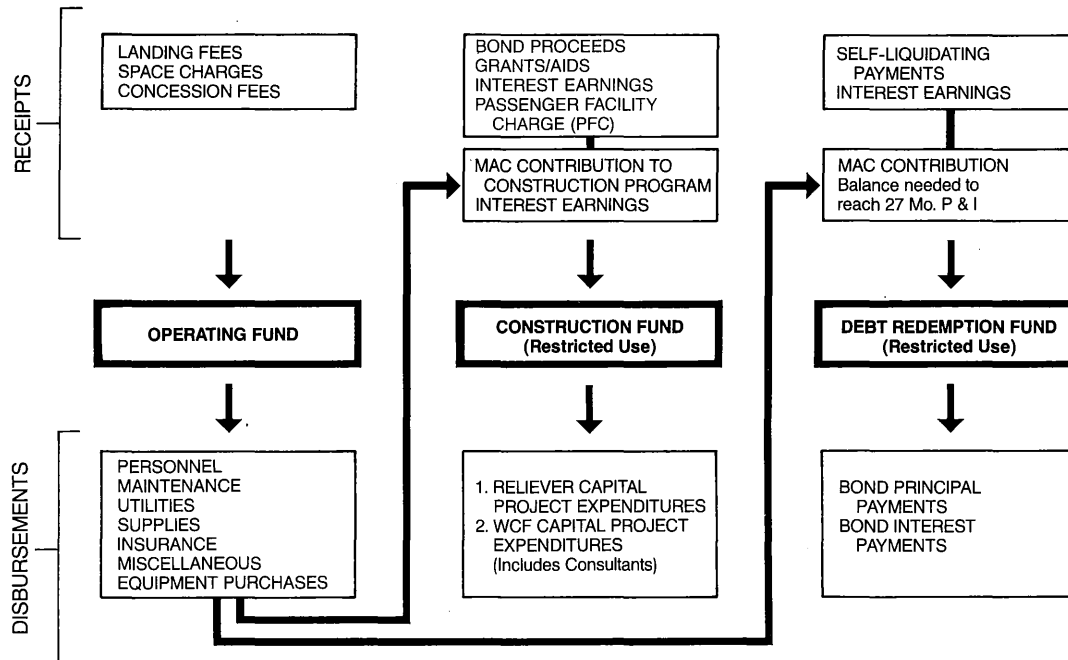 RECEIPTS
LANDING FEES
SPACE CHARGES
CONCESSION FEES
BOND PROCEEDS
GRANTS/AIDS
INTEREST EARNINGS
PASSENGER FACILITY
CHARGE (PFC)
MAC CONTRIBUTION TO
CONSTRUCTION PROGRAM
INTEREST EARNINGS
SELF-LIQUIDATING
PAYMENTS
INTEREST EARNINGS
MAC CONTRIBUTION
Balance needed to
reach 27 Mo. P & I
OPERATING FUND
CONSTRUCTION FUND
(Restricted Use)
DEBT REDEMPTION FUND
(Restricted Use)
DISBURSEMENTS
PERSONNEL
MAINTENANCE
UTILITIES
SUPPLIES
INSURANCE
MISCELLANEOUS
EQUIPMENT PURCHASES
1. RELIEVER CAPITAL
PROJECT EXPENDITURES
2. WCF CAPITAL PROJECT
EXPENDITURES
(Includes Consultants)
BOND PRINCIPAL
PAYMENTS
BOND INTEREST
PAYMENTS